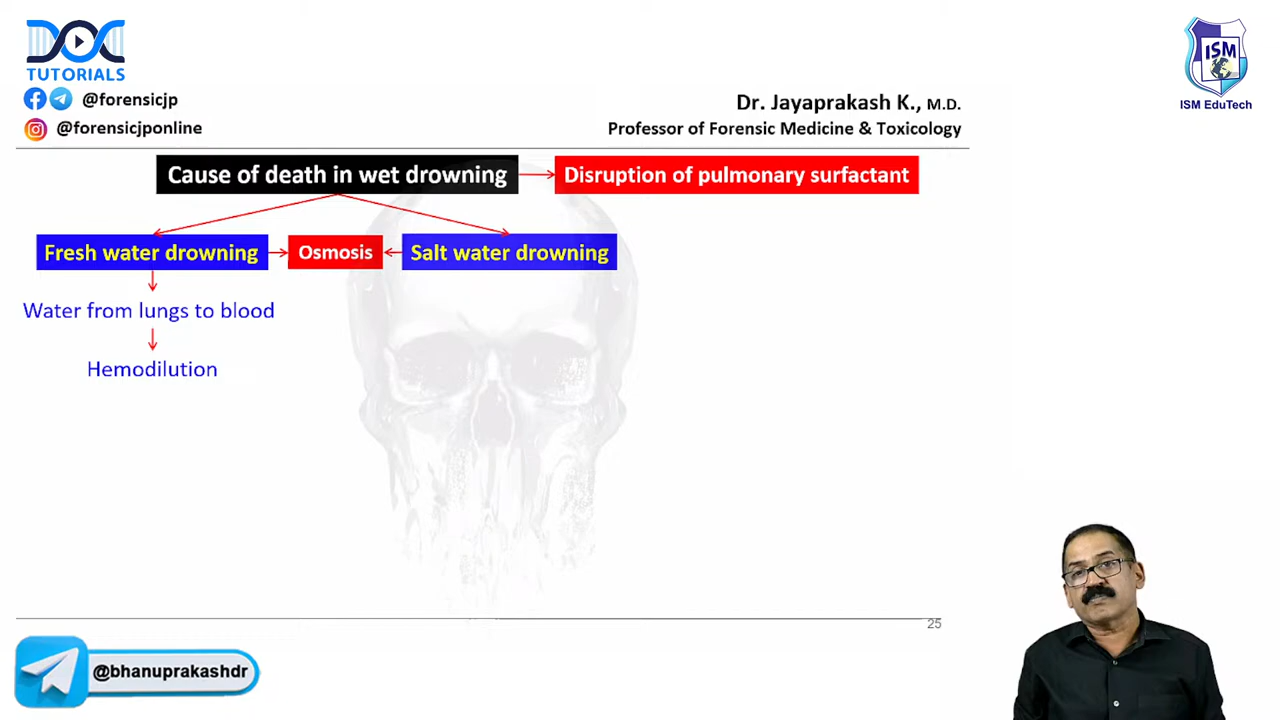 DOC
TUTORIALS
@forensicjp
@forensicjponline
Dr. Jayaprakash K., M.D.
Professor of Forensic Medicine & Toxicology
ISM
ISM EduTech
Cause of death in wet drowning
Disruption of pulmonary surfactant
Fresh water drowning
Osmosis
Salt water drowning
Water from lungs to blood
Hemodilution
25
@bhanuprakashdr